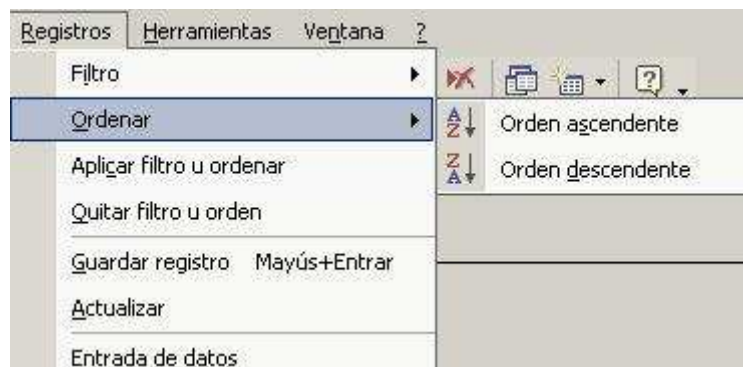 Registros Herramientas Ventana ?
Filtro
Ordenar
Orden ascendente
Orden descendente
Aplicar filtro u ordenar
Quitar filtro u orden
Guardar registro Mayús+Entrar
Actualizar
Entrada de datos